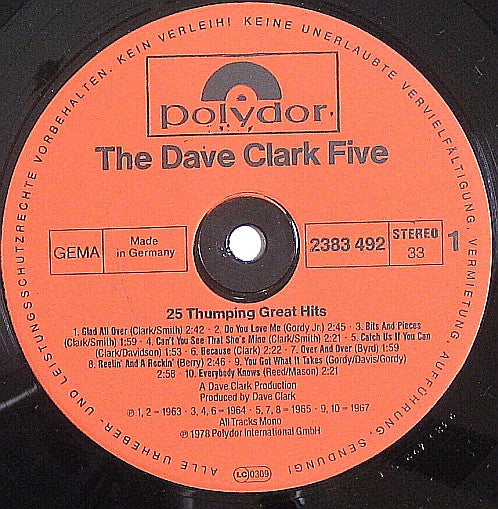 ALLE URHEBER- UND LEISTUNGSSCHUTZRECHTE VORBEHALTEN. KEIN VERLEIH! KEINE UNERLAUBTE VERVIELFÄLTIGUNG, VERMIETUNG, AUFFÜHRUNG, SENDUNG!
polydor
The Dave Clark Five
GEMA
Made
in Germany
2383 492
STEREO
33
1
25 Thumping Great Hits
1. Glad All Over (Clark/Smith) 2:42 - 2. Do You Love Me (Gordy Jr.) 2:45 - 3. Bits And Pieces
(Clark/Smith) 1:59 - 4. Can't You See That She's Mine (Clark/Smith) 2:21 - 5. Catch Us If You Can
(Clark/Davidson) 1:53 - 6. Because (Clark) 2:22 - 7. Over And Over (Byrd) 1:59
8. Reelin' And A Rockin' (Berry) 2:46 - 9. You Got What It Takes (Gordy/Davis/Gordy)
2:58 - 10. Everybody Knows (Reed/Mason) 2:21
A Dave Clark Production
Produced by Dave Clark
℗ 1, 2 = 1963 · 3, 4, 6 = 1964 · 5, 7, 8 = 1965 · 9, 10 = 1967
All Tracks Mono
℗ 1978 Polydor International GmbH
LC 0309